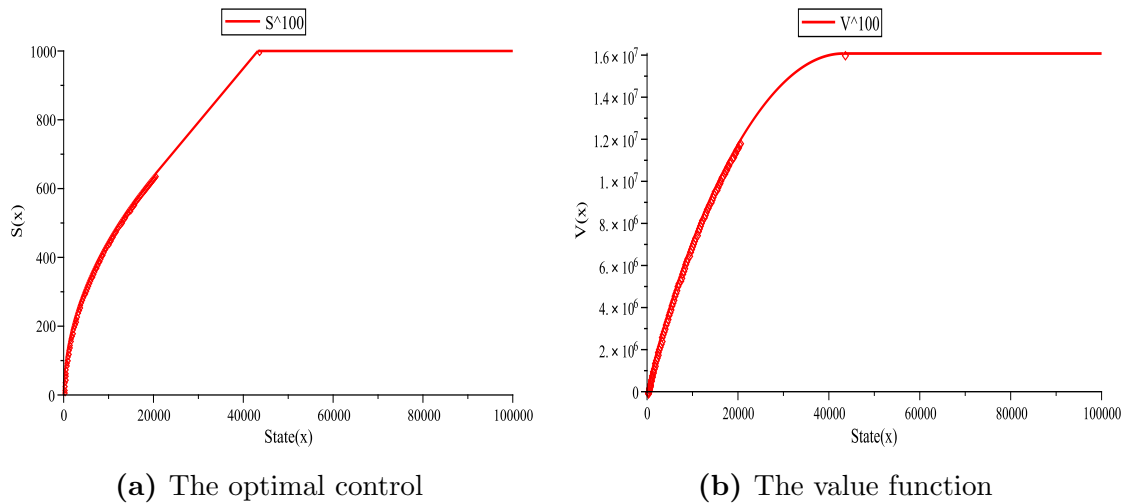 S^100
1000
800
600
400
200
0
S(x)
0 20000 40000 60000 80000 100000
State(x)
(a) The optimal control
V^100
1.6 × 10^7
1.4 × 10^7
1.2 × 10^7
1. × 10^7
8. × 10^6
6. × 10^6
4. × 10^6
2. × 10^6
0
V(x)
0 20000 40000 60000 80000 100000
State(x)
(b) The value function